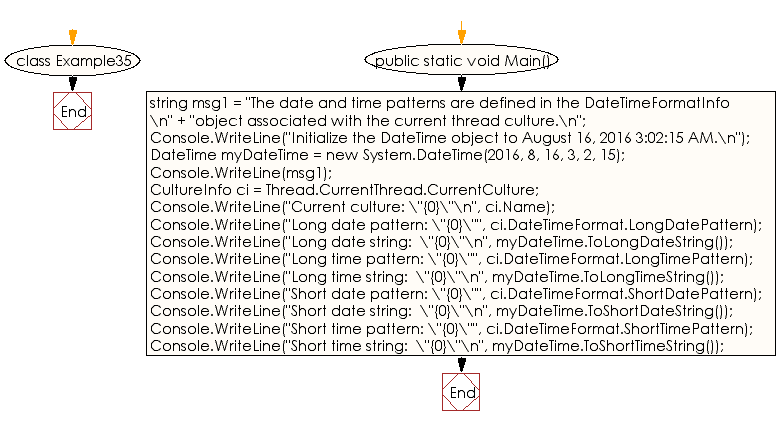 class Example35
End
public static void Main()
string msg1 = "The date and time patterns are defined in the DateTimeFormatInfo
\n" + "object associated with the current thread culture.\n";
Console.WriteLine("Initialize the DateTime object to August 16, 2016 3:02:15 AM.\n");
DateTime myDateTime = new System.DateTime(2016, 8, 16, 3, 2, 15);
Console.WriteLine(msg1);
CultureInfo ci = Thread.CurrentThread.CurrentCulture;
Console.WriteLine("Current culture: \"{0}\"\n", ci.Name);
Console.WriteLine("Long date pattern: \"{0}\"", ci.DateTimeFormat.LongDatePattern);
Console.WriteLine("Long date string:  \"{0}\"\n", myDateTime.ToLongDateString());
Console.WriteLine("Long time pattern: \"{0}\"", ci.DateTimeFormat.LongTimePattern);
Console.WriteLine("Long time string:  \"{0}\"\n", myDateTime.ToLongTimeString());
Console.WriteLine("Short date pattern: \"{0}\"", ci.DateTimeFormat.ShortDatePattern);
Console.WriteLine("Short date string:  \"{0}\"\n", myDateTime.ToShortDateString());
Console.WriteLine("Short time pattern: \"{0}\"", ci.DateTimeFormat.ShortTimePattern);
Console.WriteLine("Short time string:  \"{0}\"\n", myDateTime.ToShortTimeString());
End